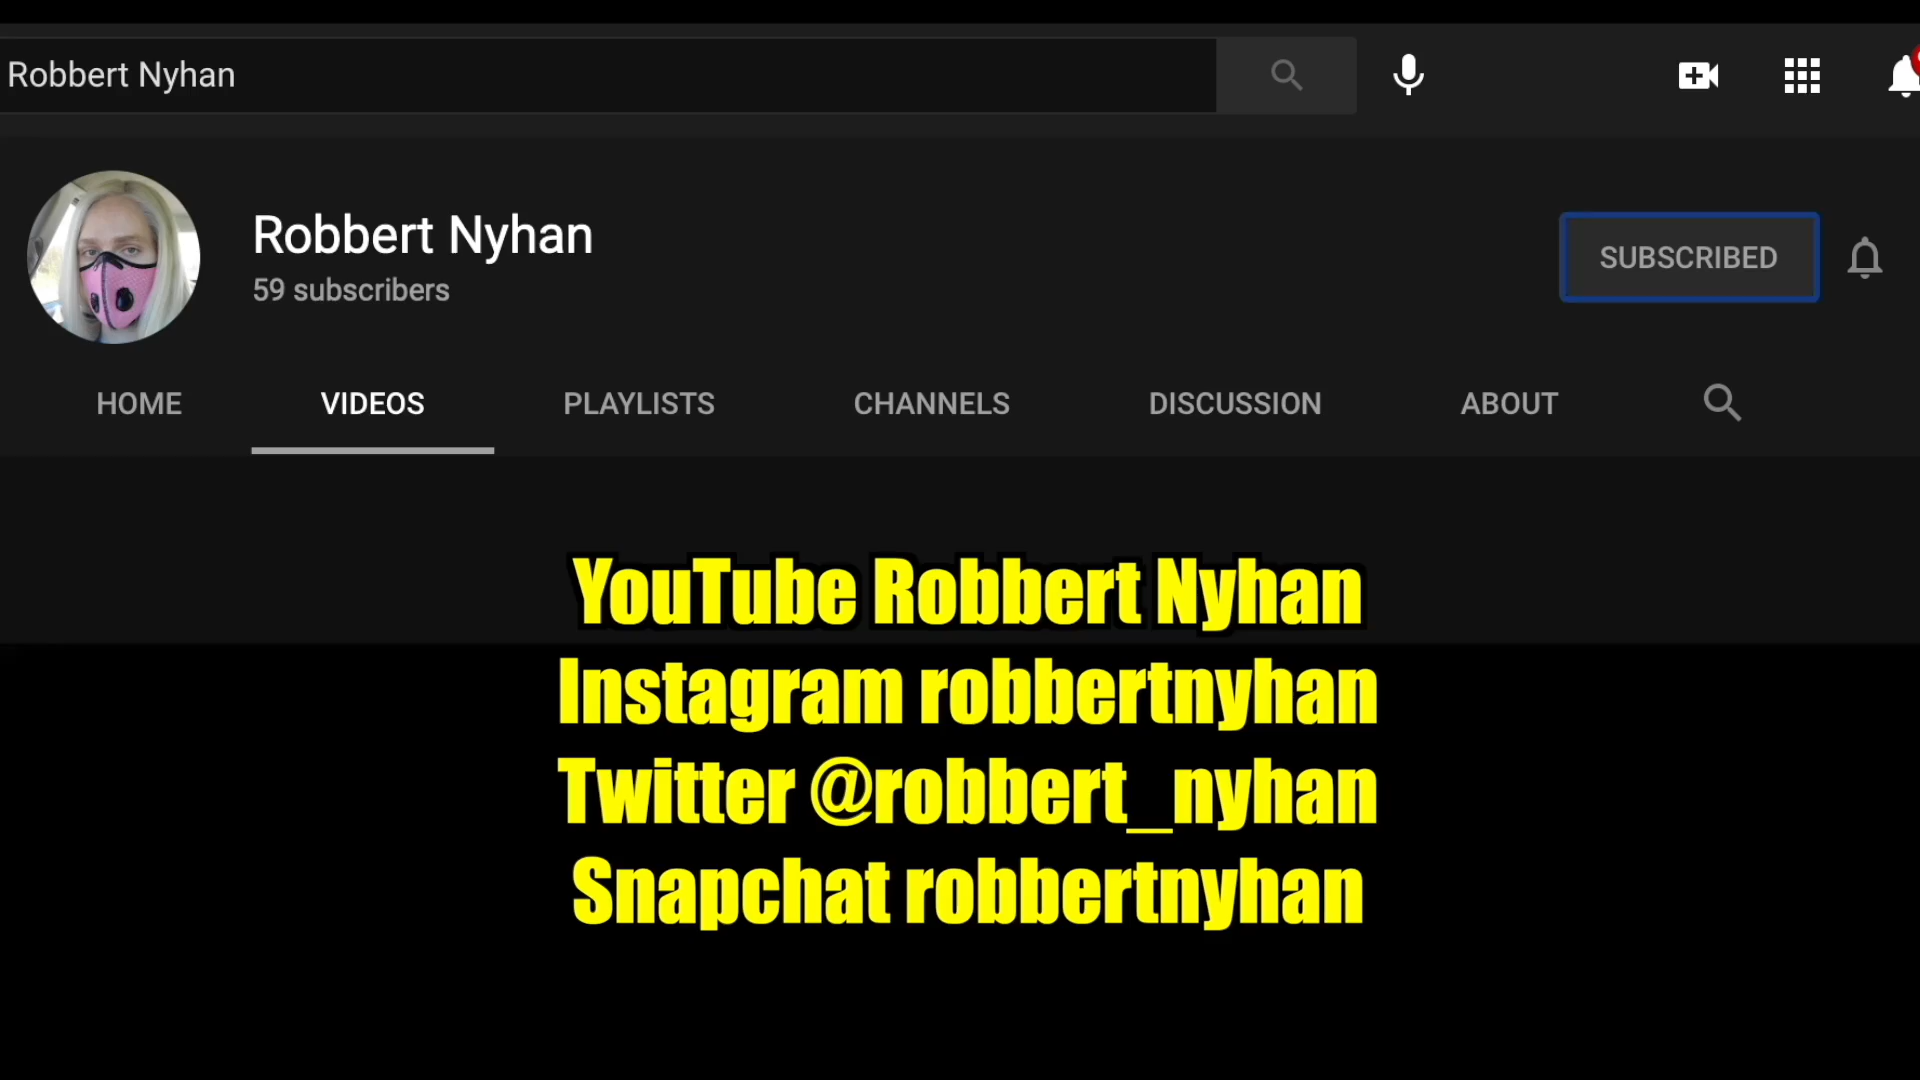 Robbert Nyhan
Robbert Nyhan
59 subscribers
SUBSCRIBED
HOME
VIDEOS
PLAYLISTS
CHANNELS
DISCUSSION
ABOUT
YouTube Robbert Nyhan
Instagram robbertnyhan
Twitter @robbert_nyhan
Snapchat robbertnyhan